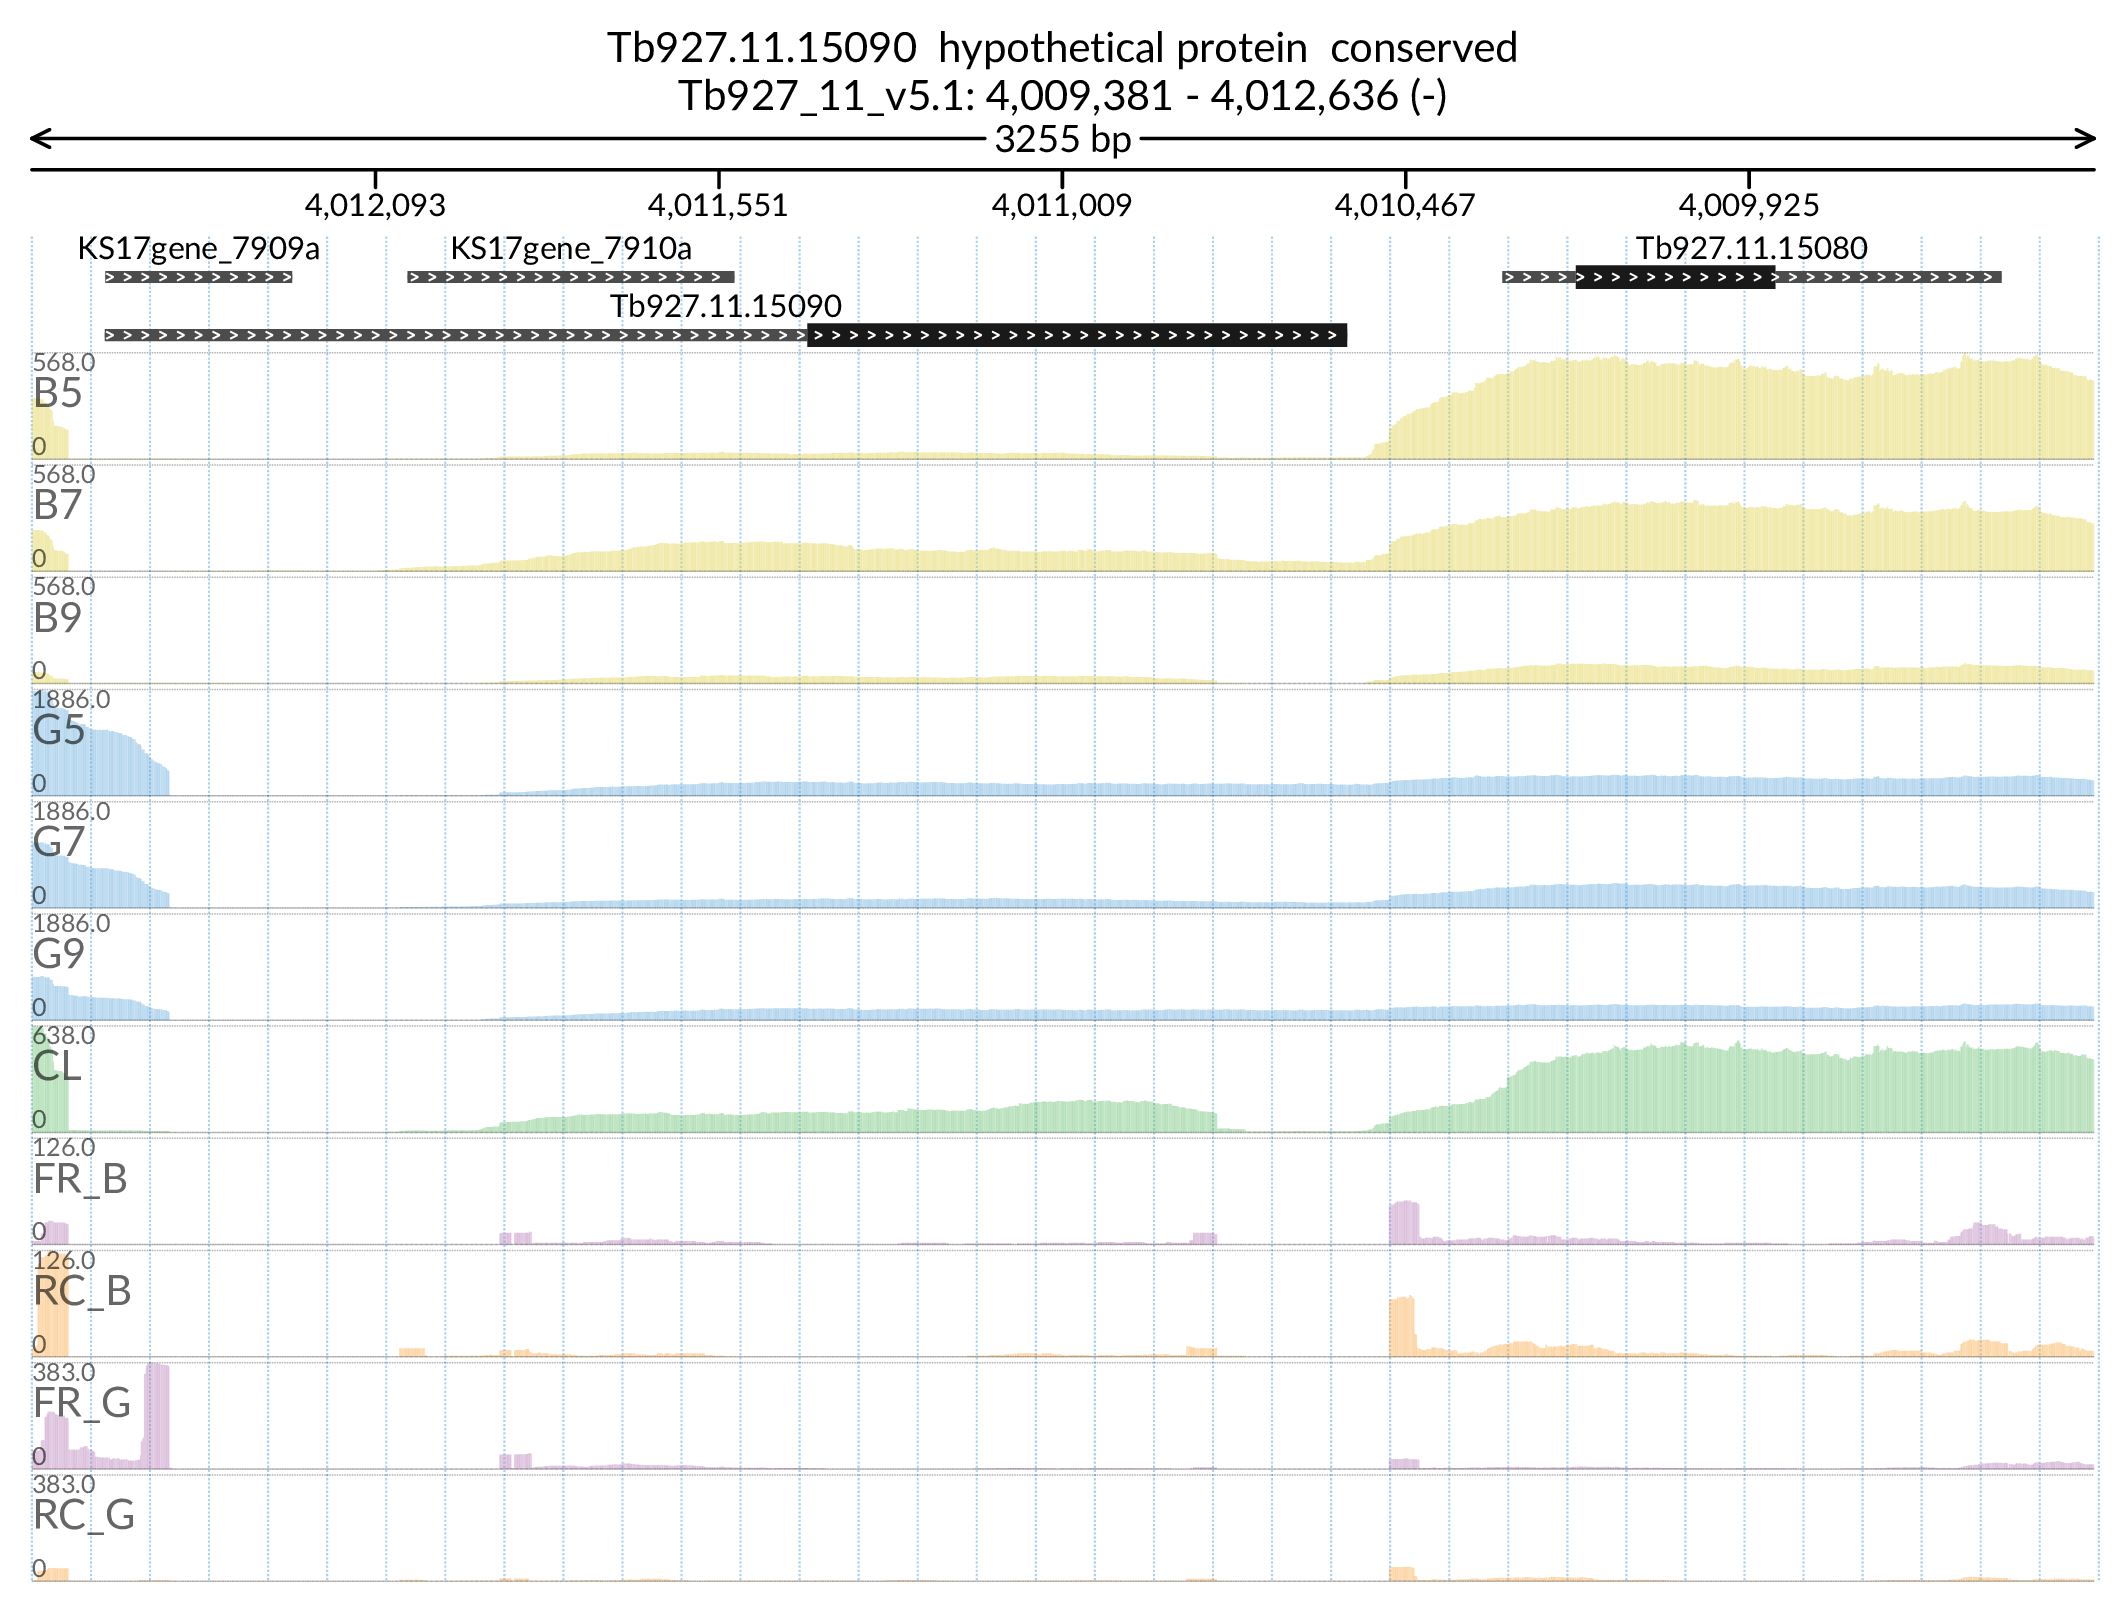 Tb927.11.15090  hypothetical protein  conserved
Tb927_11_v5.1: 4,009,381 - 4,012,636 (-)
3255 bp
4,012,093 4,011,551 4,011,009 4,010,467 4,009,925
KS17gene_7909a KS17gene_7910a Tb927.11.15080
Tb927.11.15090
568.0
B5
0
568.0
B7
0
568.0
B9
0
1886.0
G5
0
1886.0
G7
0
1886.0
G9
0
638.0
CL
0
126.0
FR_B
0
126.0
RC_B
0
383.0
FR_G
0
383.0
RC_G
0